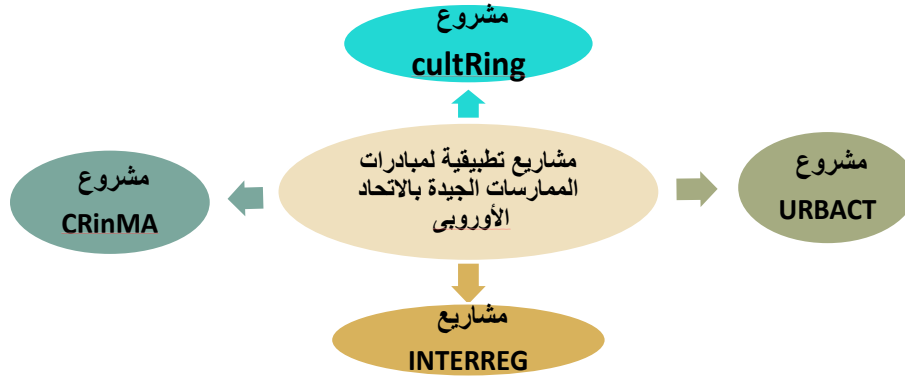 مشروع
cultRing
مشاريع تطبيقية لمبادرات
الممارسات الجيدة بالاتحاد
الأوروبى
مشروع
URBACT
مشروع
CRinMA
مشاريع
INTERREG